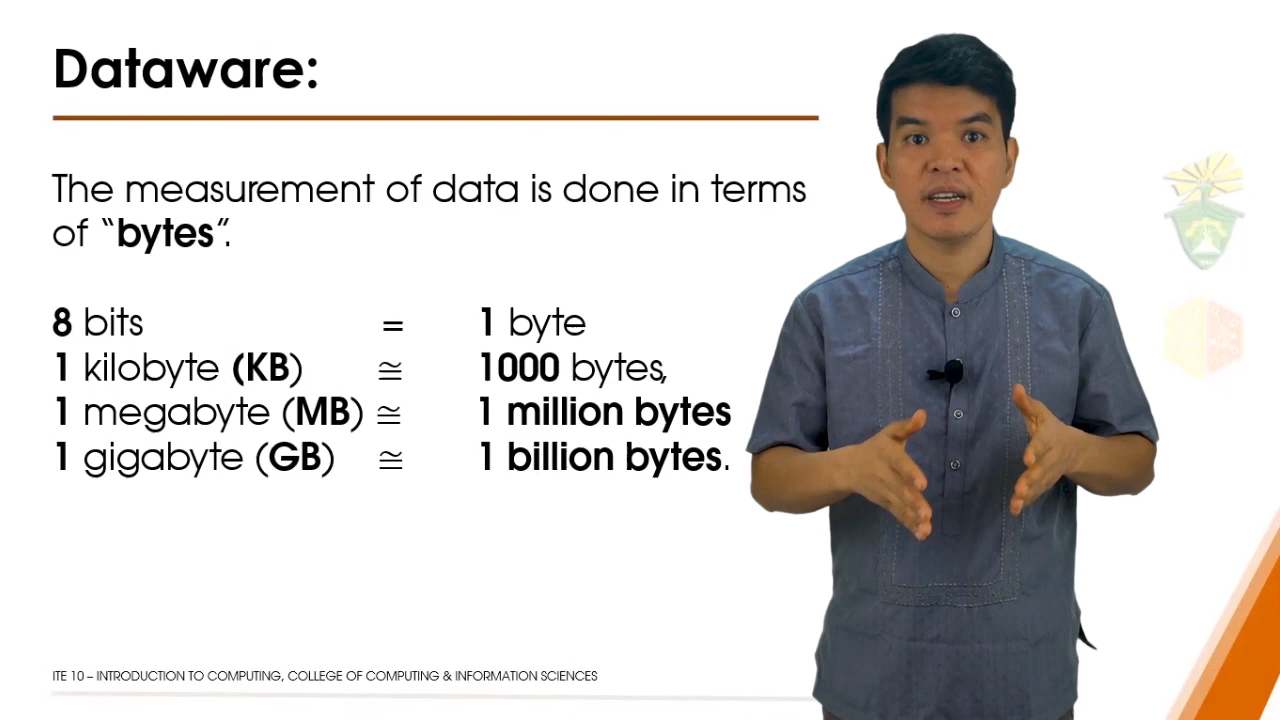 Dataware:
The measurement of data is done in terms
of “bytes”.
8 bits = 1 byte
1 kilobyte (KB) ≅ 1000 bytes,
1 megabyte (MB) ≅ 1 million bytes
1 gigabyte (GB) ≅ 1 billion bytes.
ITE 10 – INTRODUCTION TO COMPUTING, COLLEGE OF COMPUTING & INFORMATION SCIENCES